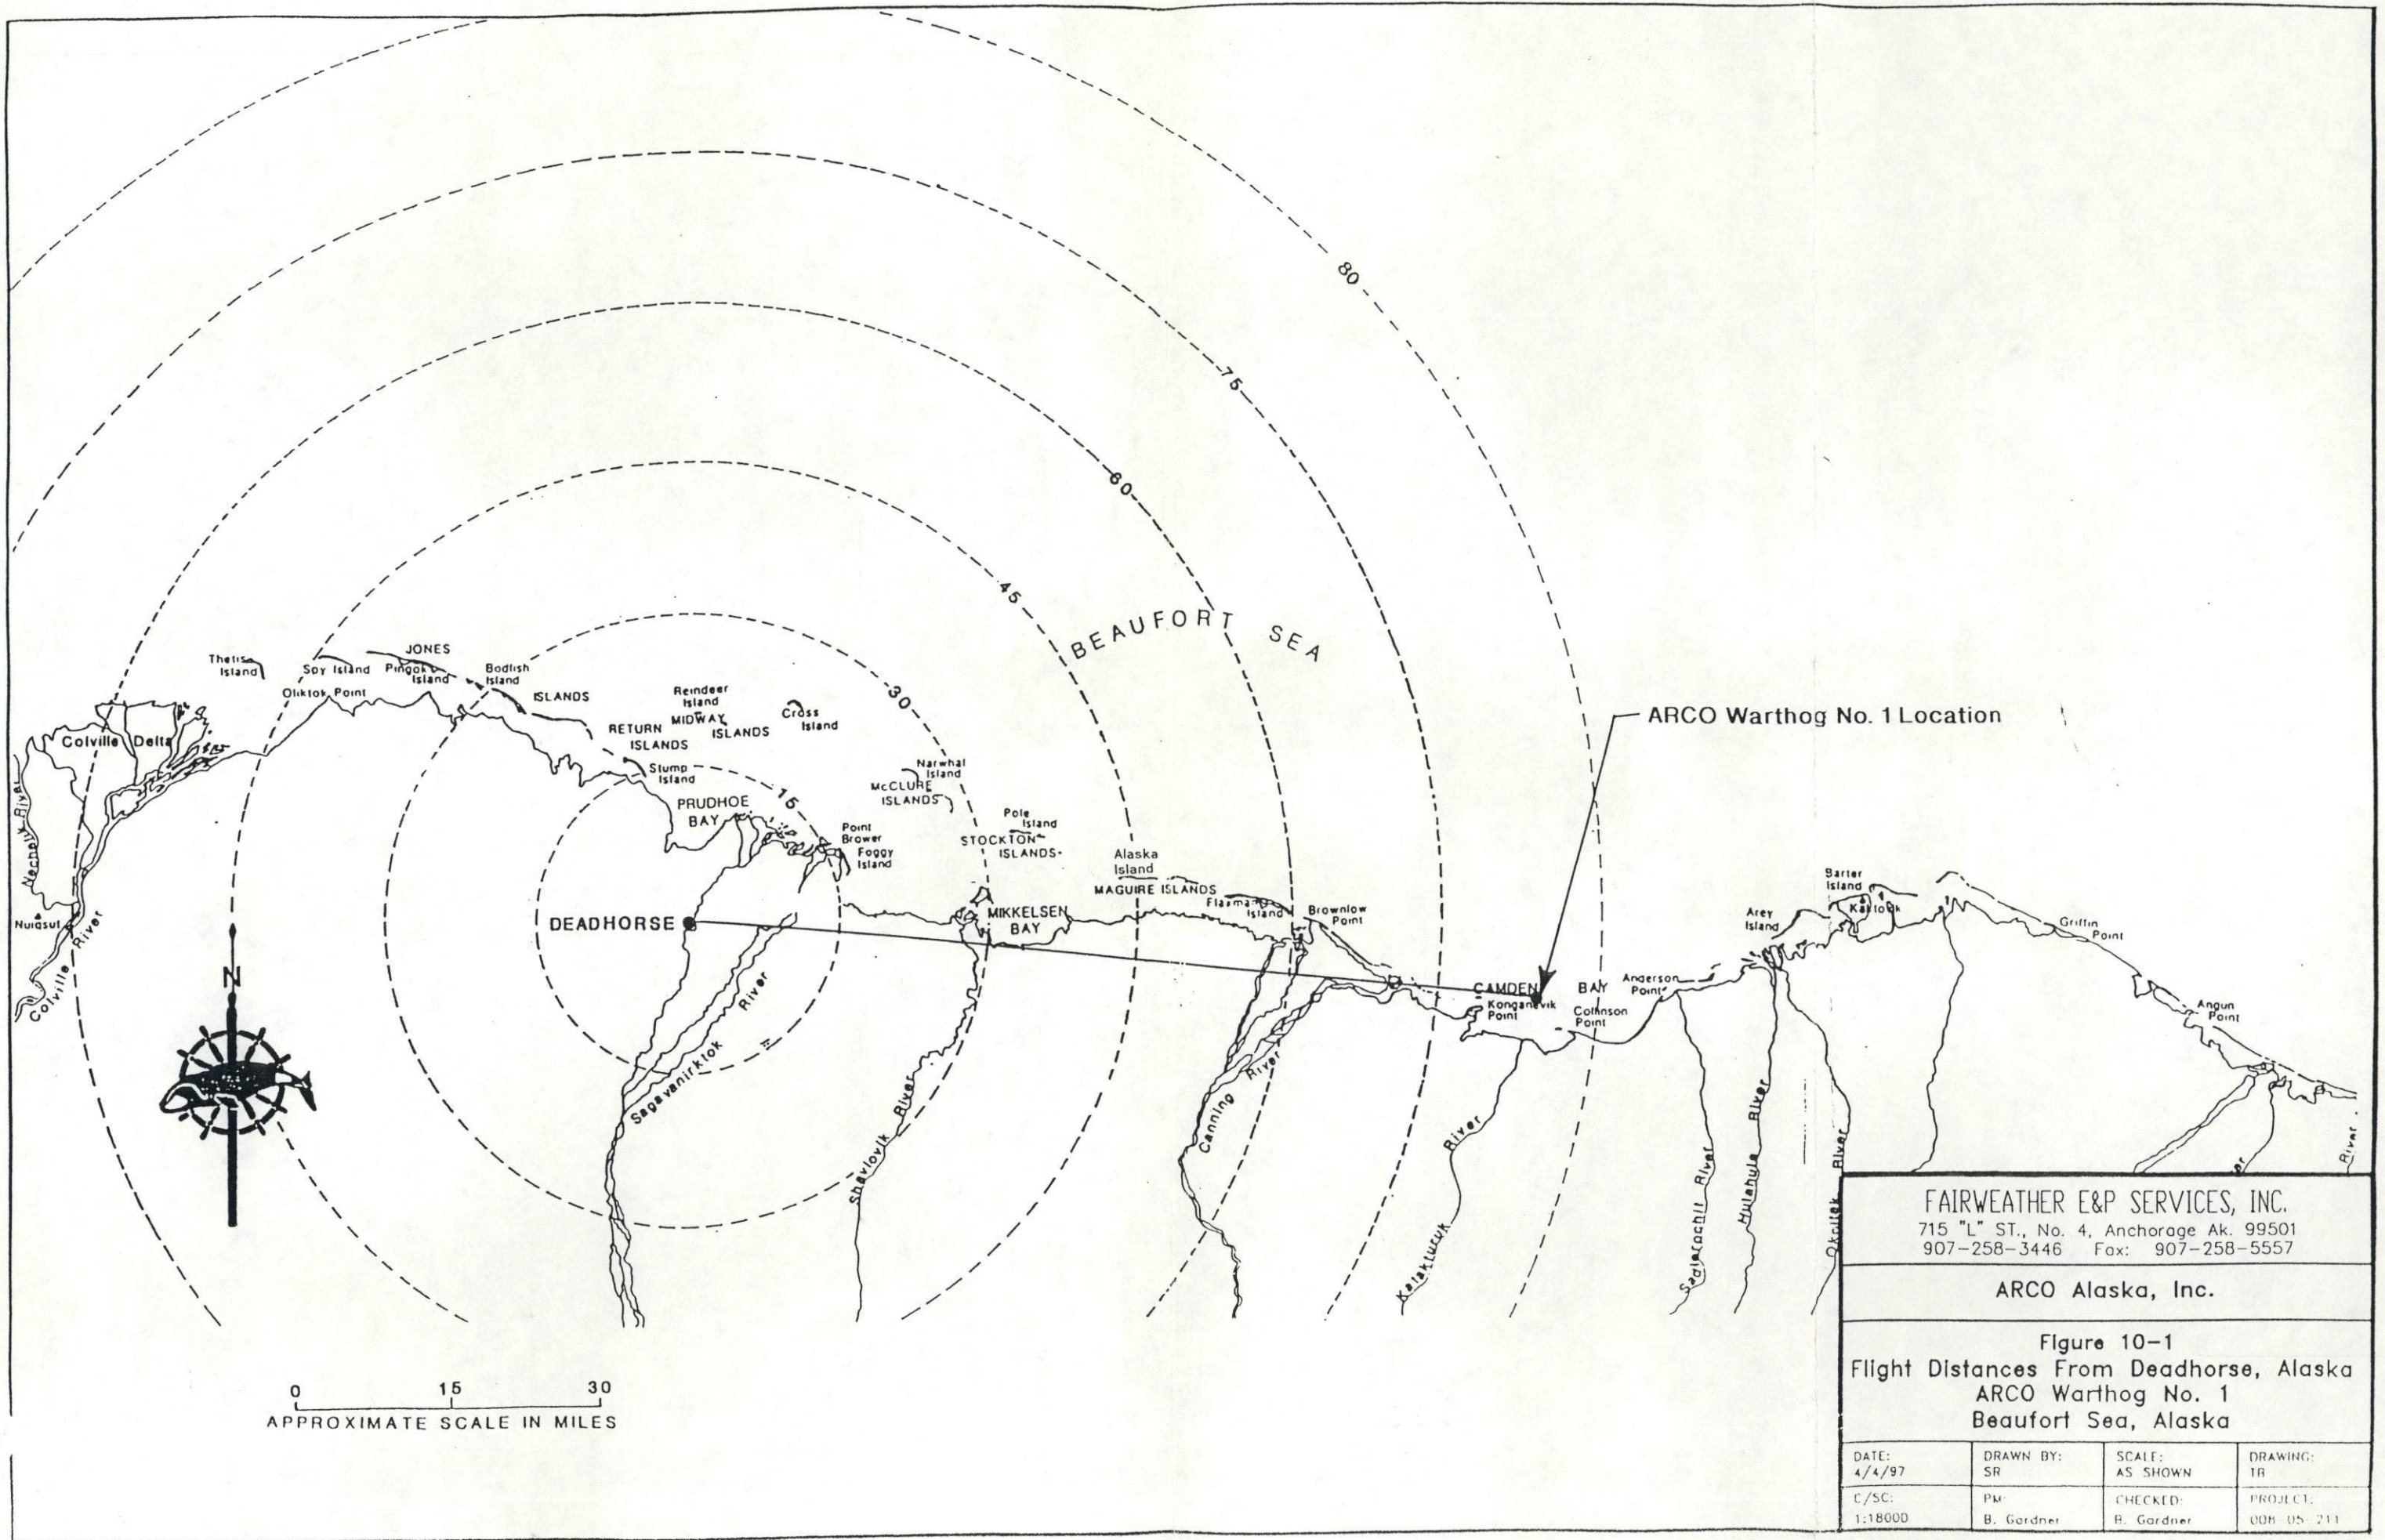 80
75
60
45
30
15
BEAUFORT SEA
Thetis
Island
Spy Island
JONES
Pingok
Island
Bodfish
Island
ISLANDS
Oliktok Point
Reindeer
Island
MIDWAY
ISLANDS
Cross
Island
RETURN
ISLANDS
Stump
Island
Colville Delta
Narwhal
Island
McCLURE
ISLANDS
PRUDHOE
BAY
Point
Brower
Foggy
Island
Pole
Island
STOCKTON
ISLANDS
Alaska
Island
MAGUIRE ISLANDS
Flaxman
Island
Brownlow
Point
ARCO Warthog No. 1 Location
Barter
Island
Kaktovik
Arey
Island
Griffin
Point
Nuiqsut
Colville River
DEADHORSE
MIKKELSEN
BAY
CAMDEN BAY
Konganevik
Point
Collinson
Point
Anderson
Point
Angun
Point
N
Sagavanirktok River
Shaviovik River
Canning River
Katakturuk River
Sadlerochit River
Hulahula River
River
River
0 15 30
APPROXIMATE SCALE IN MILES
FAIRWEATHER E&P SERVICES, INC.
715 "L" ST., No. 4, Anchorage Ak. 99501
907-258-3446 Fax: 907-258-5557
ARCO Alaska, Inc.
Figure 10-1
Flight Distances From Deadhorse, Alaska
ARCO Warthog No. 1
Beaufort Sea, Alaska
DATE:
4/4/97
DRAWN BY:
SR
SCALE:
AS SHOWN
DRAWING:
C/SC:
1:18000
PM:
B. Gardner
CHECKED:
B. Gardner
PROJECT: